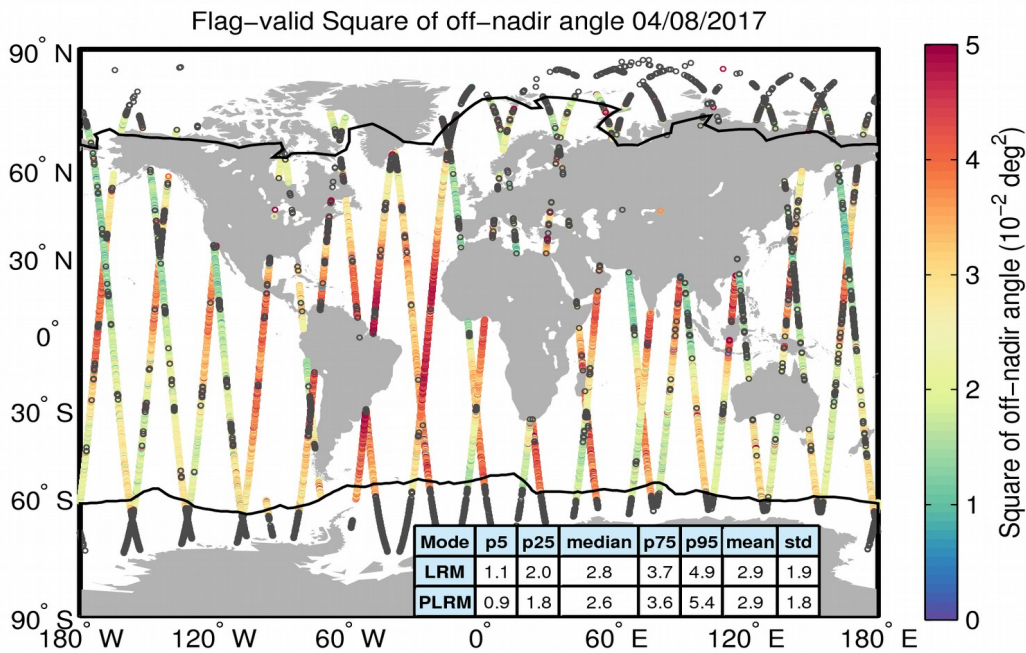 Flag-valid Square of off-nadir angle 04/08/2017
90° N
60° N
30° N
0°
30° S
60° S
90° S
180° W
120° W
60° W
0°
60° E
120° E
180° E
Mode p5 p25 median p75 p95 mean std
LRM 1.1 2.0 2.8 3.7 4.9 2.9 1.9
PLRM 0.9 1.8 2.6 3.6 5.4 2.9 1.8
5
4
3
2
1
0
Square of off-nadir angle (10⁻² deg²)